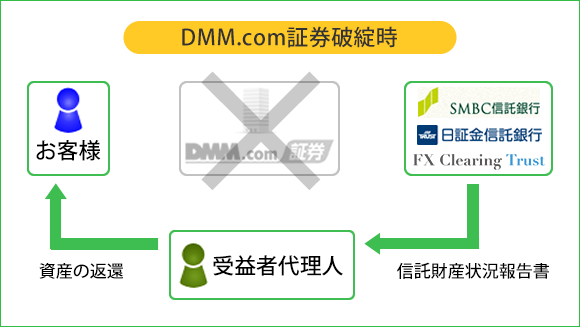 DMM.com証券破綻時
お客様
DMM.com 証券
SMBC信託銀行
JSF TRUST 日証金信託銀行
FX Clearing Trust
受益者代理人
資産の返還
信託財産状況報告書